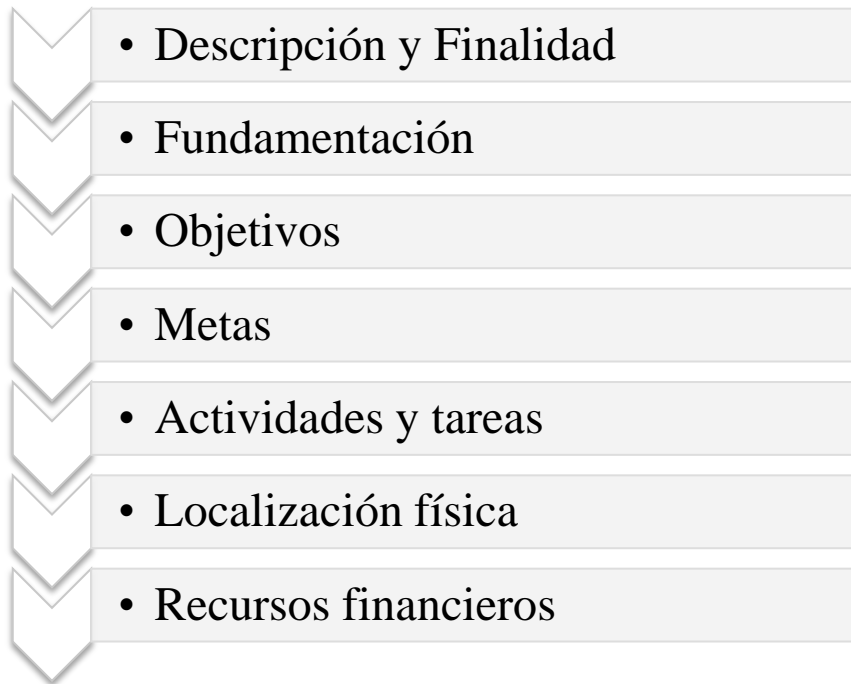 • Descripción y Finalidad
• Fundamentación
• Objetivos
• Metas
• Actividades y tareas
• Localización física
• Recursos financieros